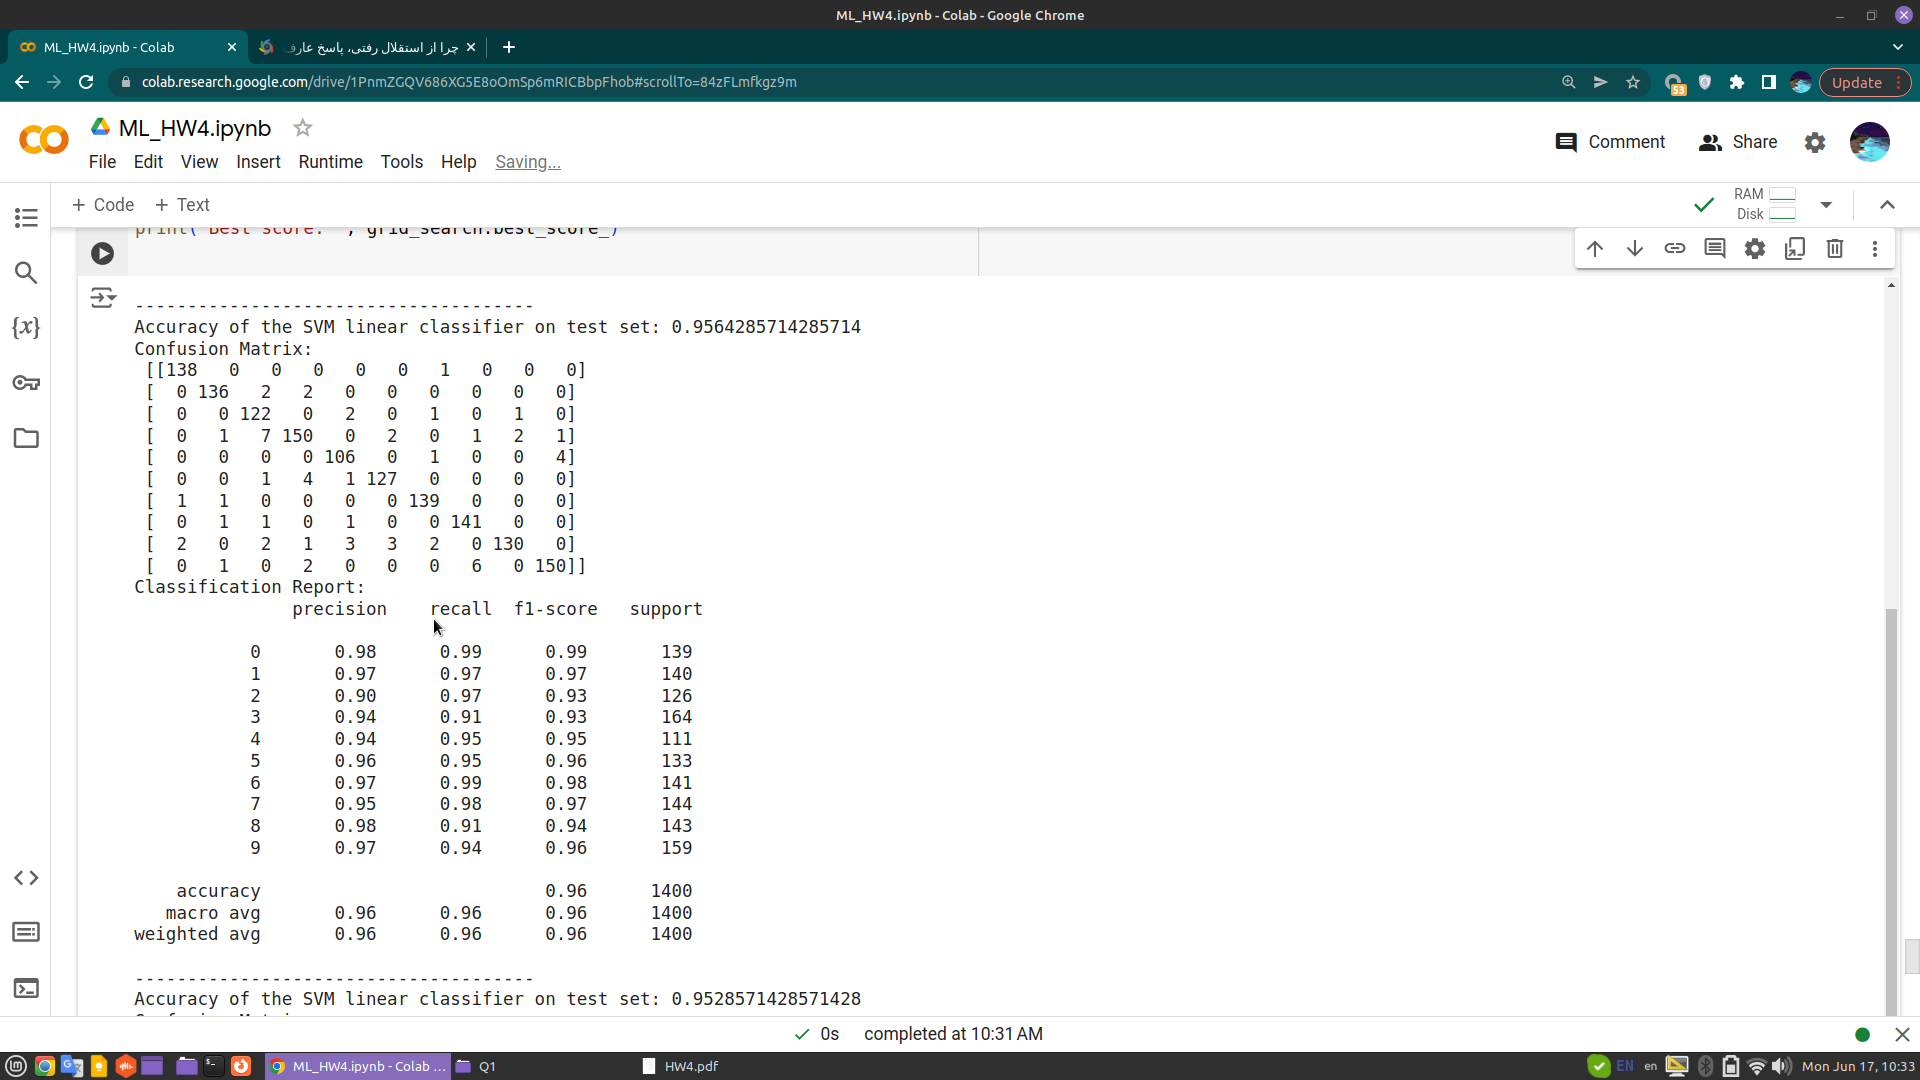 ML_HW4.ipynb - Colab - Google Chrome
ML_HW4.ipynb - Colab
چرا از استقلال رفتی، پاسخ عارف
colab.research.google.com/drive/1PnmZGQV686XG5E8oOmSp6mRICBbpFhob#scrollTo=84zFLmfkgz9m
53
Update
ML_HW4.ipynb
Comment
Share
File Edit View Insert Runtime Tools Help Saving...
+ Code + Text
RAM
Disk
print("Best score: ", grid_search.best_score_)
--------------------------------------
Accuracy of the SVM linear classifier on test set: 0.9564285714285714
Confusion Matrix:
[[138 0 0 0 0 0 1 0 0 0]
[ 0 136 2 2 0 0 0 0 0 0]
[ 0 0 122 0 2 0 1 0 1 0]
[ 0 1 7 150 0 2 0 1 2 1]
[ 0 0 0 0 106 0 1 0 0 4]
[ 0 0 1 4 1 127 0 0 0 0]
[ 1 1 0 0 0 0 139 0 0 0]
[ 0 1 1 0 1 0 0 141 0 0]
[ 2 0 2 1 3 3 2 0 130 0]
[ 0 1 0 2 0 0 0 6 0 150]]
Classification Report:
precision recall f1-score support
0 0.98 0.99 0.99 139
1 0.97 0.97 0.97 140
2 0.90 0.97 0.93 126
3 0.94 0.91 0.93 164
4 0.94 0.95 0.95 111
5 0.96 0.95 0.96 133
6 0.97 0.99 0.98 141
7 0.95 0.98 0.97 144
8 0.98 0.91 0.94 143
9 0.97 0.94 0.96 159
accuracy 0.96 1400
macro avg 0.96 0.96 0.96 1400
weighted avg 0.96 0.96 0.96 1400
--------------------------------------
Accuracy of the SVM linear classifier on test set: 0.9528571428571428
0s completed at 10:31 AM
ML_HW4.ipynb - Colab ...
Q1
HW4.pdf
EN
en
Mon Jun 17, 10:33